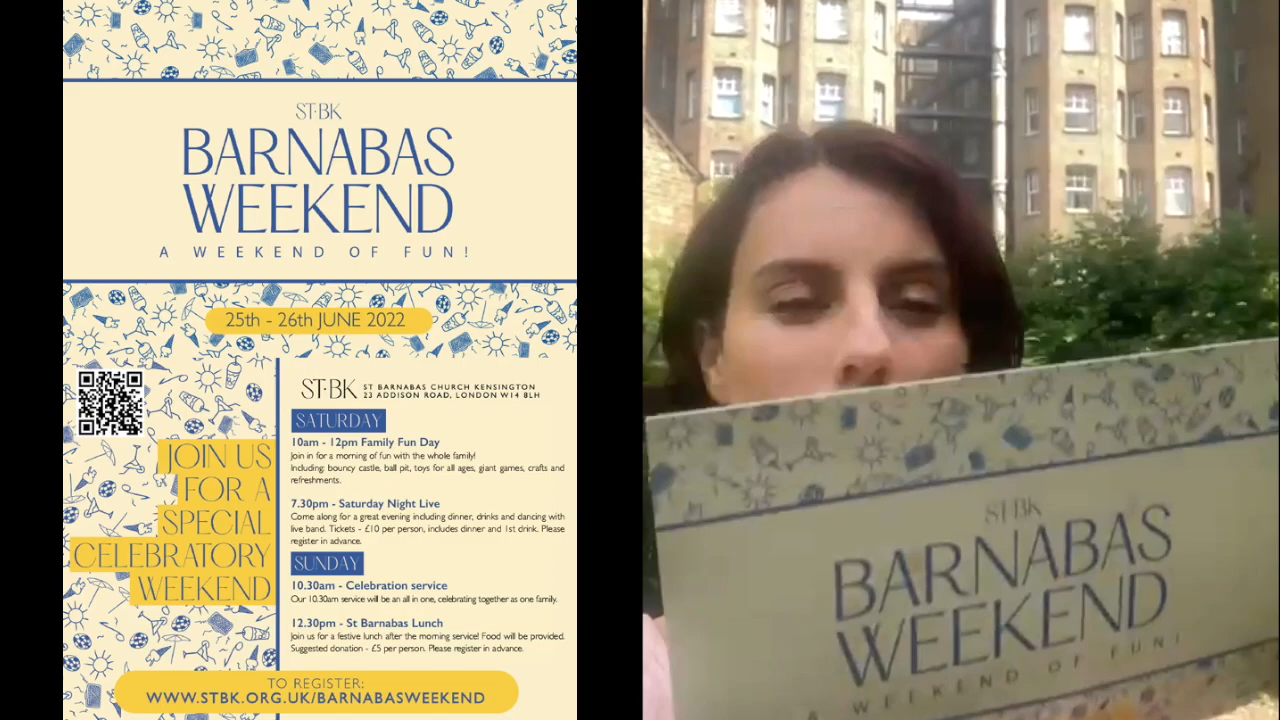 ST·BK
BARNABAS
WEEKEND
A WEEKEND OF FUN!
25th - 26th JUNE 2022
JOIN US
FOR A
SPECIAL
CELEBRATORY
WEEKEND
ST·BK ST BARNABAS CHURCH KENSINGTON
23 ADDISON ROAD, LONDON W14 8LH
SATURDAY
10am - 12pm Family Fun Day
Join in for a morning of fun with the whole family!
Including: bouncy castle, ball pit, toys for all ages, giant games, crafts and
refreshments.
7.30pm - Saturday Night Live
Come along for a great evening including dinner, drinks and dancing with
live band. Tickets - £10 per person, includes dinner and 1st drink. Please
register in advance.
SUNDAY
10.30am - Celebration service
Our 10.30am service will be an all in one, celebrating together as one family.
12.30pm - St Barnabas Lunch
Join us for a festive lunch after the morning service! Food will be provided.
Suggested donation - £5 per person. Please register in advance.
TO REGISTER:
WWW.STBK.ORG.UK/BARNABASWEEKEND
ST·BK
BARNABAS
WEEKEND
A WEEKEND OF FUN!